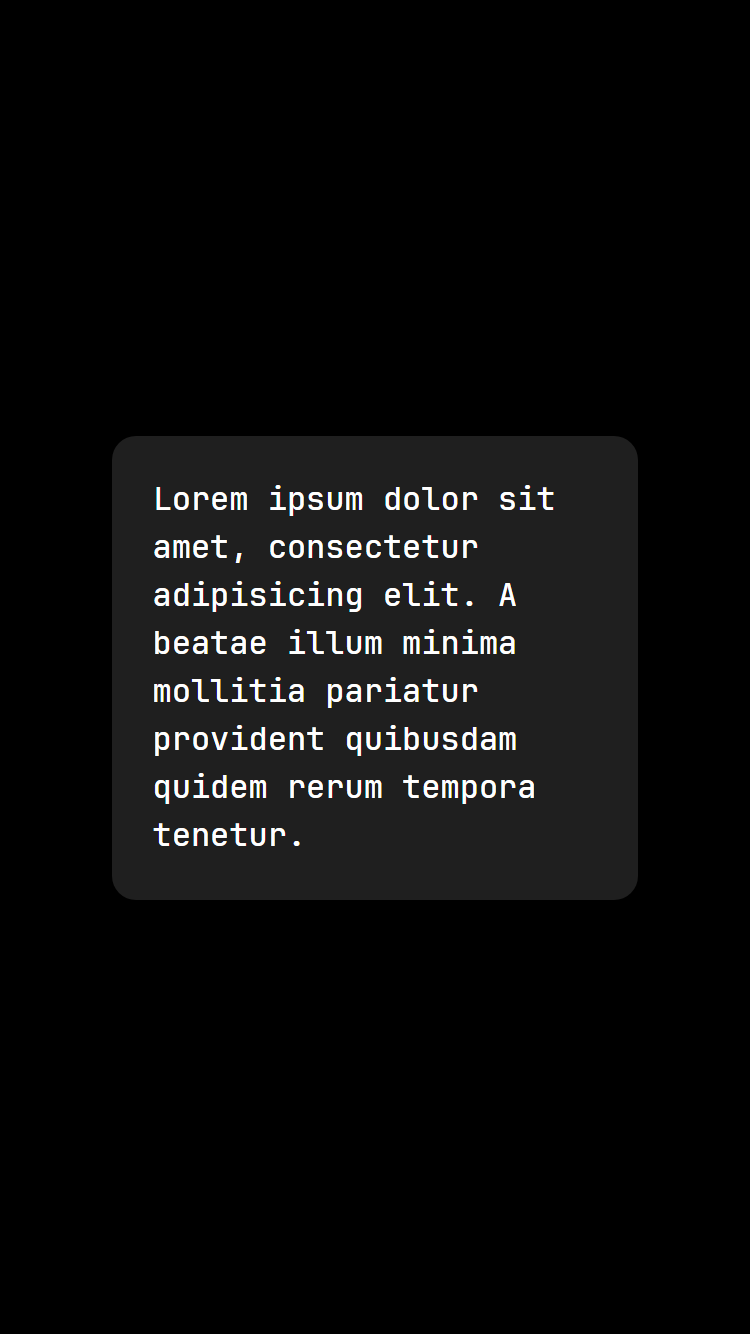 Lorem ipsum dolor sit
amet, consectetur
adipisicing elit. A
beatae illum minima
mollitia pariatur
provident quibusdam
quidem rerum tempora
tenetur.